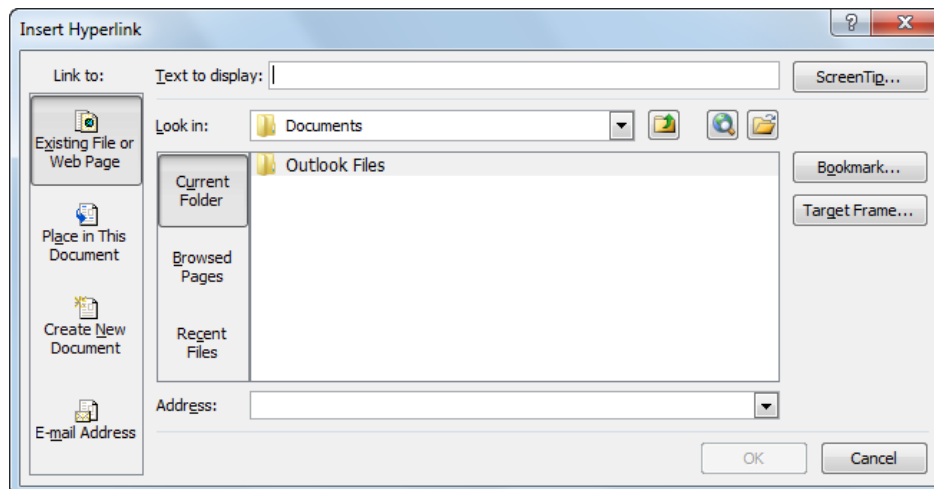 Insert Hyperlink
Link to:
Text to display:
ScreenTip...
Existing File or
Web Page
Look in:
Documents
Current
Folder
Outlook Files
Bookmark...
Place in This
Document
Target Frame...
Browsed
Pages
Create New
Document
Recent
Files
E-mail Address
Address:
OK
Cancel